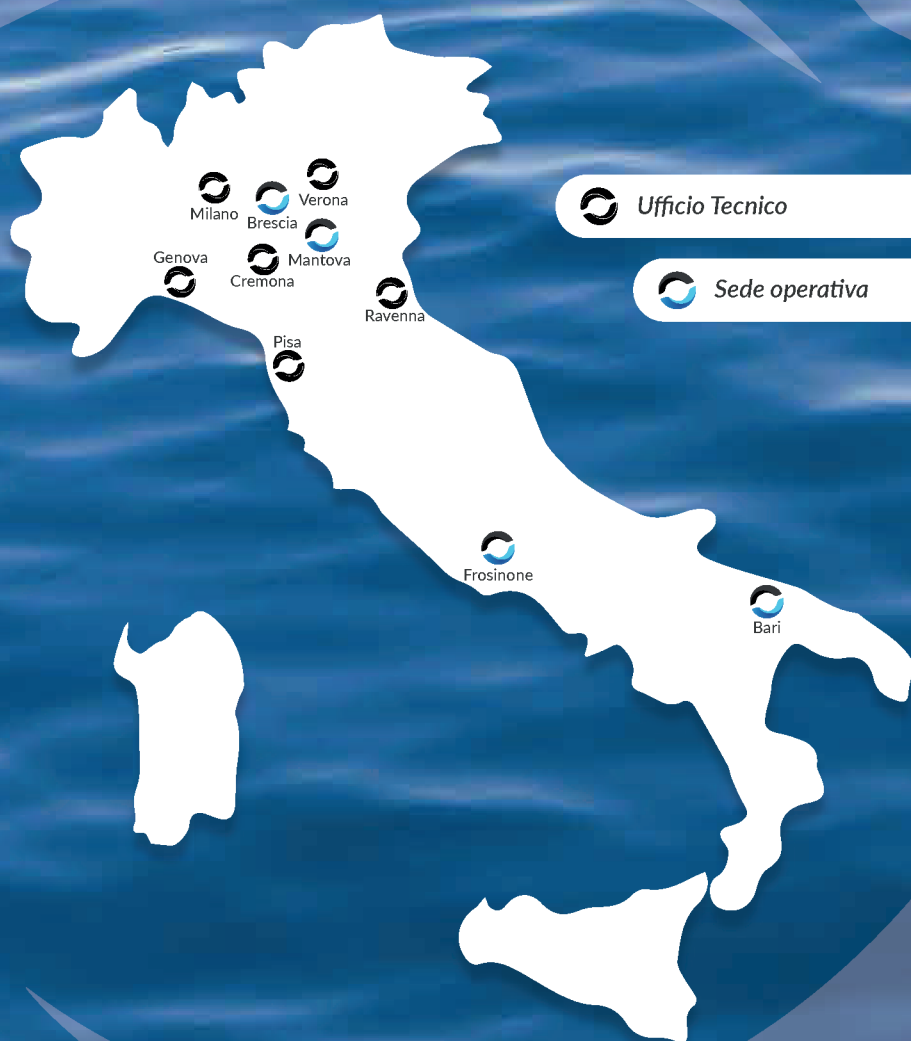 Verona
Milano
Brescia
Mantova
Genova
Cremona
Ravenna
Pisa
Frosinone
Bari
Ufficio Tecnico
Sede operativa